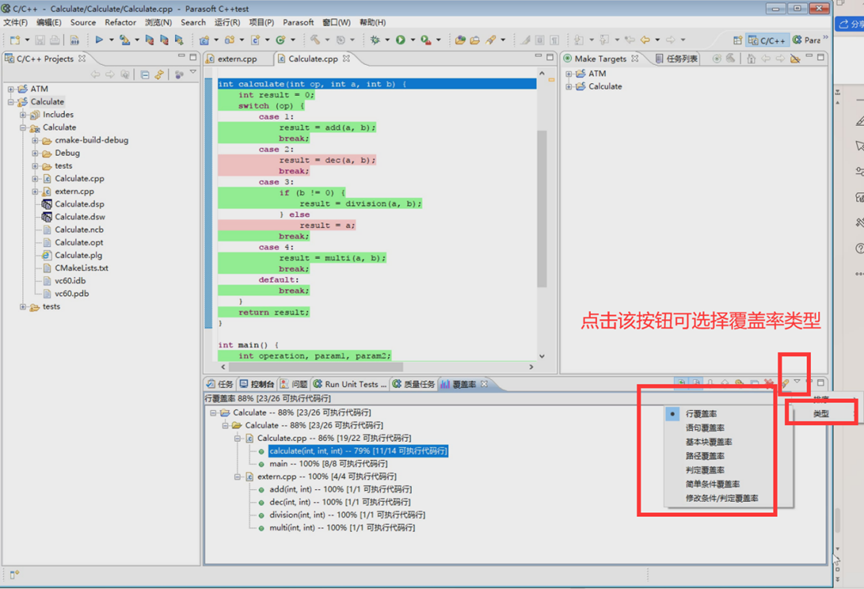 C/C++ - Calculate/Calculate/Calculate.cpp - Parasoft C++test
文件(F) 编辑(E) Source Refactor 浏览(N) Search 运行(R) 项目(P) Parasoft 窗口(W) 帮助(H)
C/C++ Para
分享
C/C++ Projects
ATM
Calculate
Includes
Calculate
cmake-build-debug
Debug
tests
Calculate.cpp
extern.cpp
Calculate.dsp
Calculate.dsw
Calculate.ncb
Calculate.opt
Calculate.plg
CMakeLists.txt
vc60.idb
vc60.pdb
tests
extern.cpp Calculate.cpp
int calculate(int op, int a, int b) {
int result = 0;
switch (op) {
case 1:
result = add(a, b);
break;
case 2:
result = dec(a, b);
break;
case 3:
if (b != 0) {
result = division(a, b);
} else
result = a;
break;
case 4:
result = multi(a, b);
break;
default:
break;
}
return result;
}
int main() {
int operation, param1, param2;
Make Targets 任务列表
ATM
Calculate
点击该按钮可选择覆盖率类型
任务 控制台 问题 Run Unit Tests ... 质量任务 覆盖率
行覆盖率 88% [23/26 可执行代码行]
Calculate -- 88% [23/26 可执行代码行]
Calculate -- 88% [23/26 可执行代码行]
Calculate.cpp -- 86% [19/22 可执行代码行]
calculate(int, int, int) -- 79% [11/14 可执行代码行]
main -- 100% [8/8 可执行代码行]
extern.cpp -- 100% [4/4 可执行代码行]
add(int, int) -- 100% [1/1 可执行代码行]
dec(int, int) -- 100% [1/1 可执行代码行]
division(int, int) -- 100% [1/1 可执行代码行]
multi(int, int) -- 100% [1/1 可执行代码行]
类型
行覆盖率
语句覆盖率
基本块覆盖率
路径覆盖率
判定覆盖率
简单条件覆盖率
修改条件/判定覆盖率